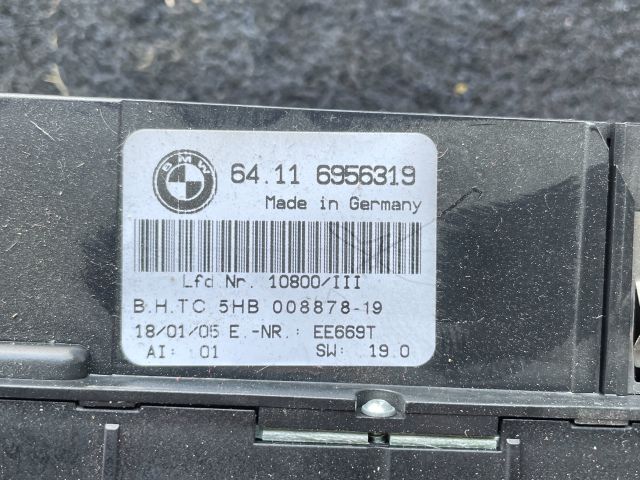 BMW
64.11 6956319
Made in Germany
Lfd.Nr. 10800/III
B.H.TC 5HB 008878-19
18/01/05 E.-NR.: EE669T
AI: 01 SW: 19.0